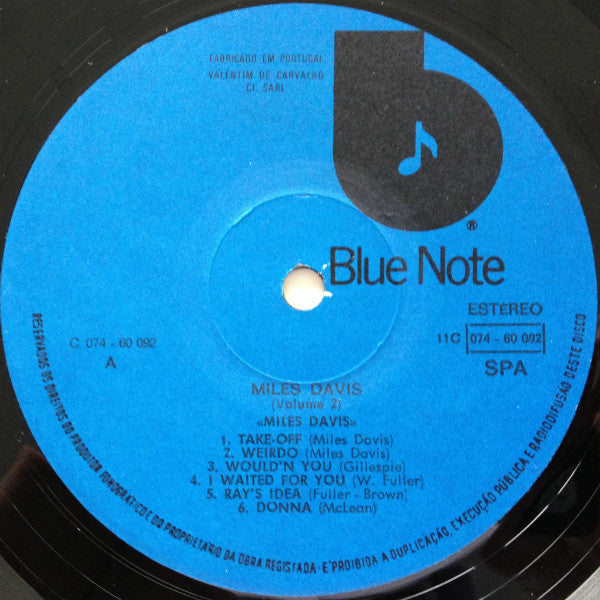 FABRICADO EM PORTUGAL
VALENTIM DE CARVALHO
CI. SARL
Blue Note®
ESTÉREO
11C 074 - 60 092
SPA
C 074 - 60 092
A
MILES DAVIS
(Volume 2)
«MILES DAVIS»
1. TAKE-OFF (Miles Davis)
2. WEIRDO (Miles Davis)
3. WOULD'N YOU (Gillespie)
4. I WAITED FOR YOU (W. Fuller)
5. RAY'S IDEA (Fuller - Brown)
6. DONNA (McLean)
RESERVADOS OS DIREITOS DO PRODUTOR FONOGRAFICO E DO PROPRIETARIO DA OBRA REGISTADA - E' PROIBIDA A DUPLICAÇÃO, EXECUÇÃO PÚBLICA E RADIODIFUSÃO DESTE DISCO